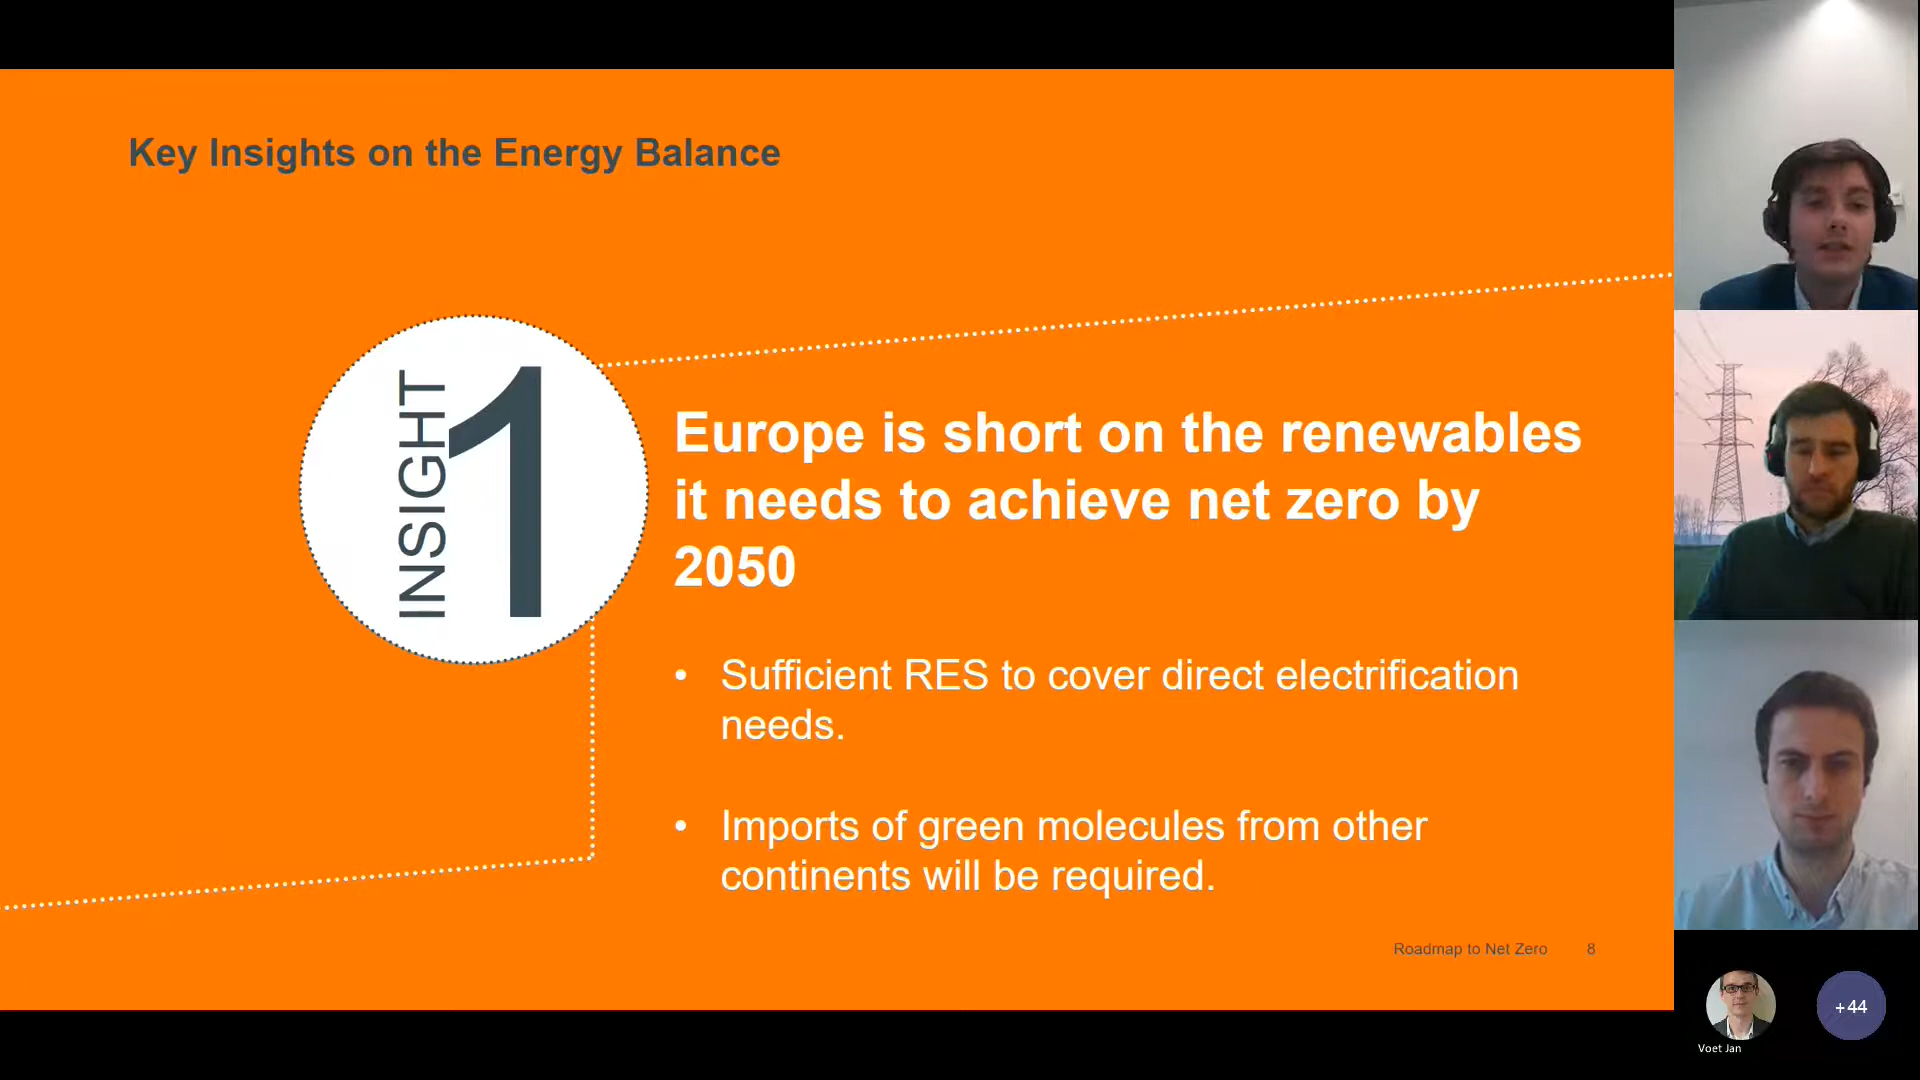 Key Insights on the Energy Balance
INSIGHT
1
Europe is short on the renewables
it needs to achieve net zero by
2050
• Sufficient RES to cover direct electrification
needs.
• Imports of green molecules from other
continents will be required.
Roadmap to Net Zero 8
Voet Jan
+44